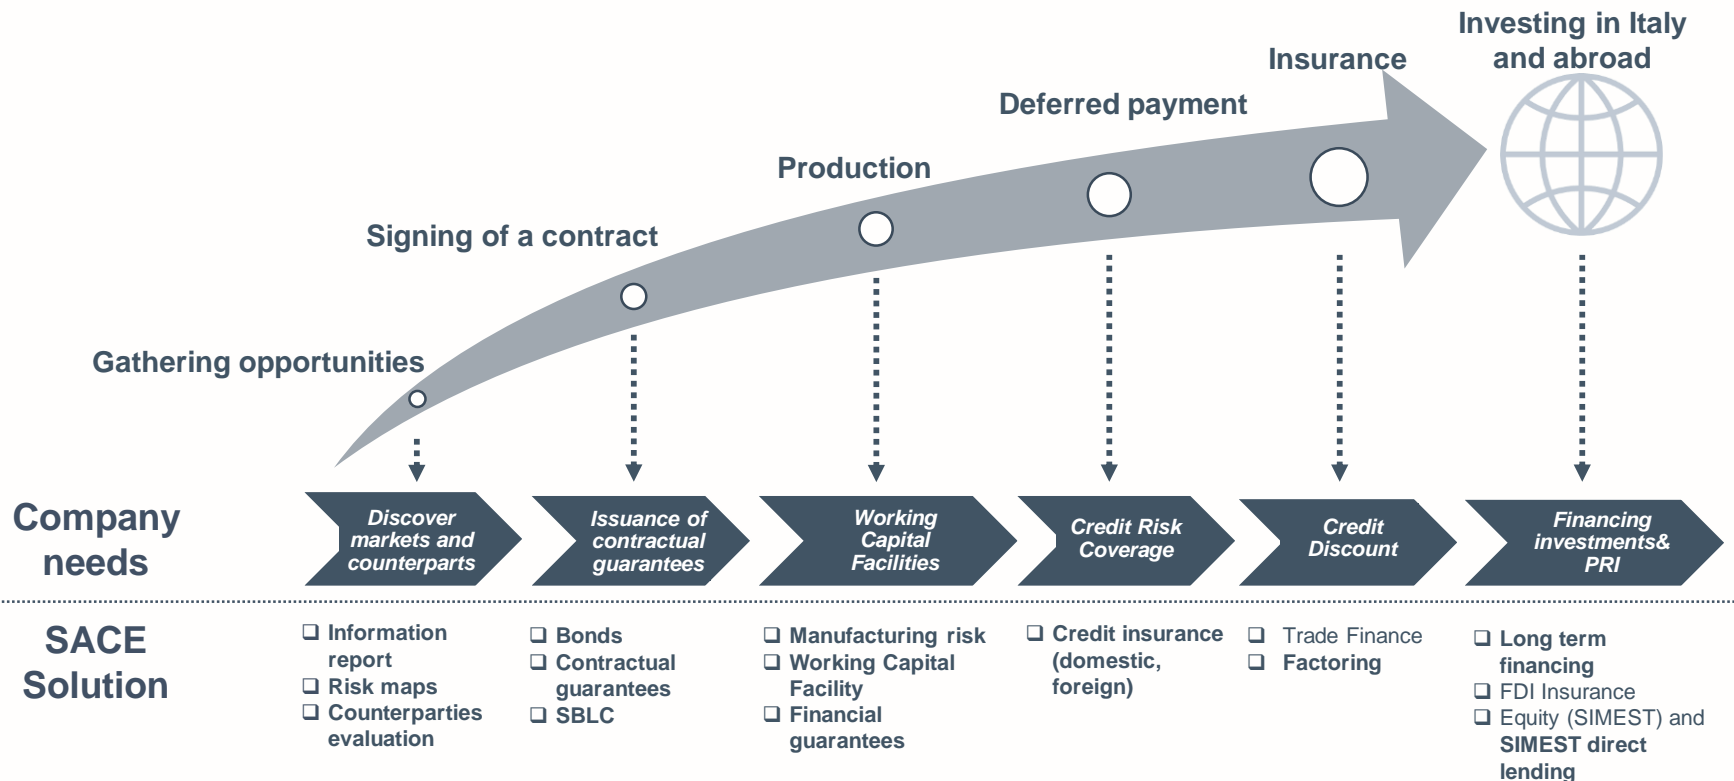 Investing in Italy
and abroad
Insurance
Deferred payment
Production
Signing of a contract
Gathering opportunities
Company
needs
Discover
markets and
counterparts
Issuance of
contractual
guarantees
Working
Capital
Facilities
Credit Risk
Coverage
Credit
Discount
Financing
investments&
PRI
SACE
Solution
❑ Information
report
❑ Risk maps
❑ Counterparties
evaluation
❑ Bonds
❑ Contractual
guarantees
❑ SBLC
❑ Manufacturing risk
❑ Working Capital
Facility
❑ Financial
guarantees
❑ Credit insurance
(domestic,
foreign)
❑ Trade Finance
❑ Factoring
❑ Long term
financing
❑ FDI Insurance
❑ Equity (SIMEST) and
SIMEST direct
lending